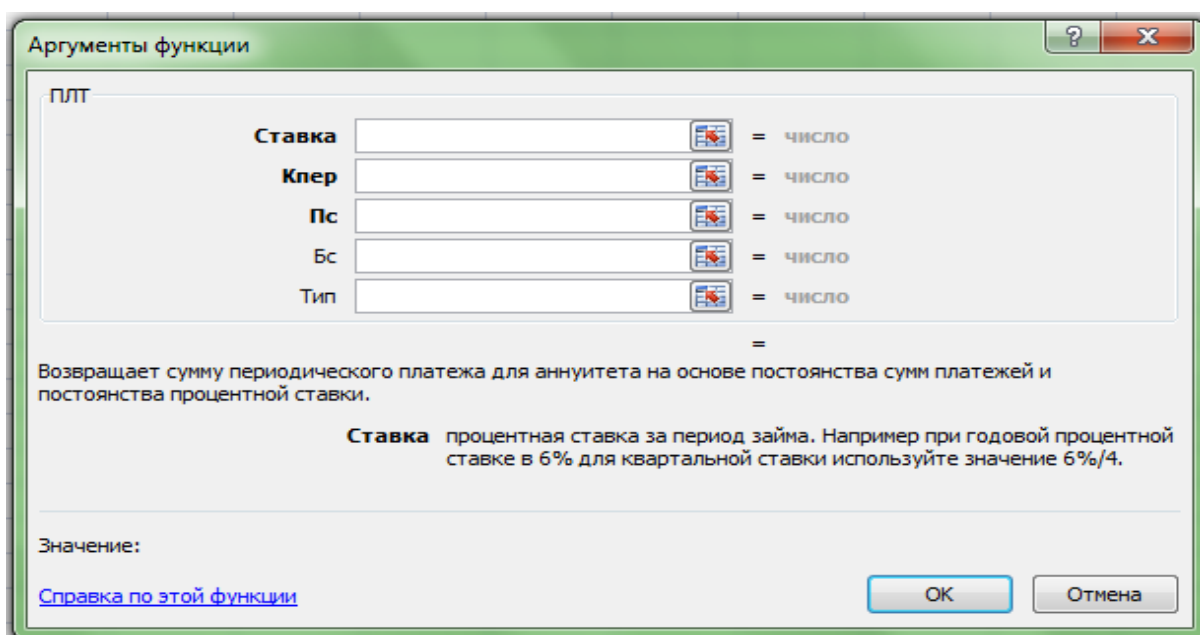 Аргументы функции
ПЛТ
Ставка = число
Кпер = число
Пс = число
Бс = число
Тип = число
=
Возвращает сумму периодического платежа для аннуитета на основе постоянства сумм платежей и
постоянства процентной ставки.
Ставка процентная ставка за период займа. Например при годовой процентной
ставке в 6% для квартальной ставки используйте значение 6%/4.
Значение:
Справка по этой функции
ОК Отмена